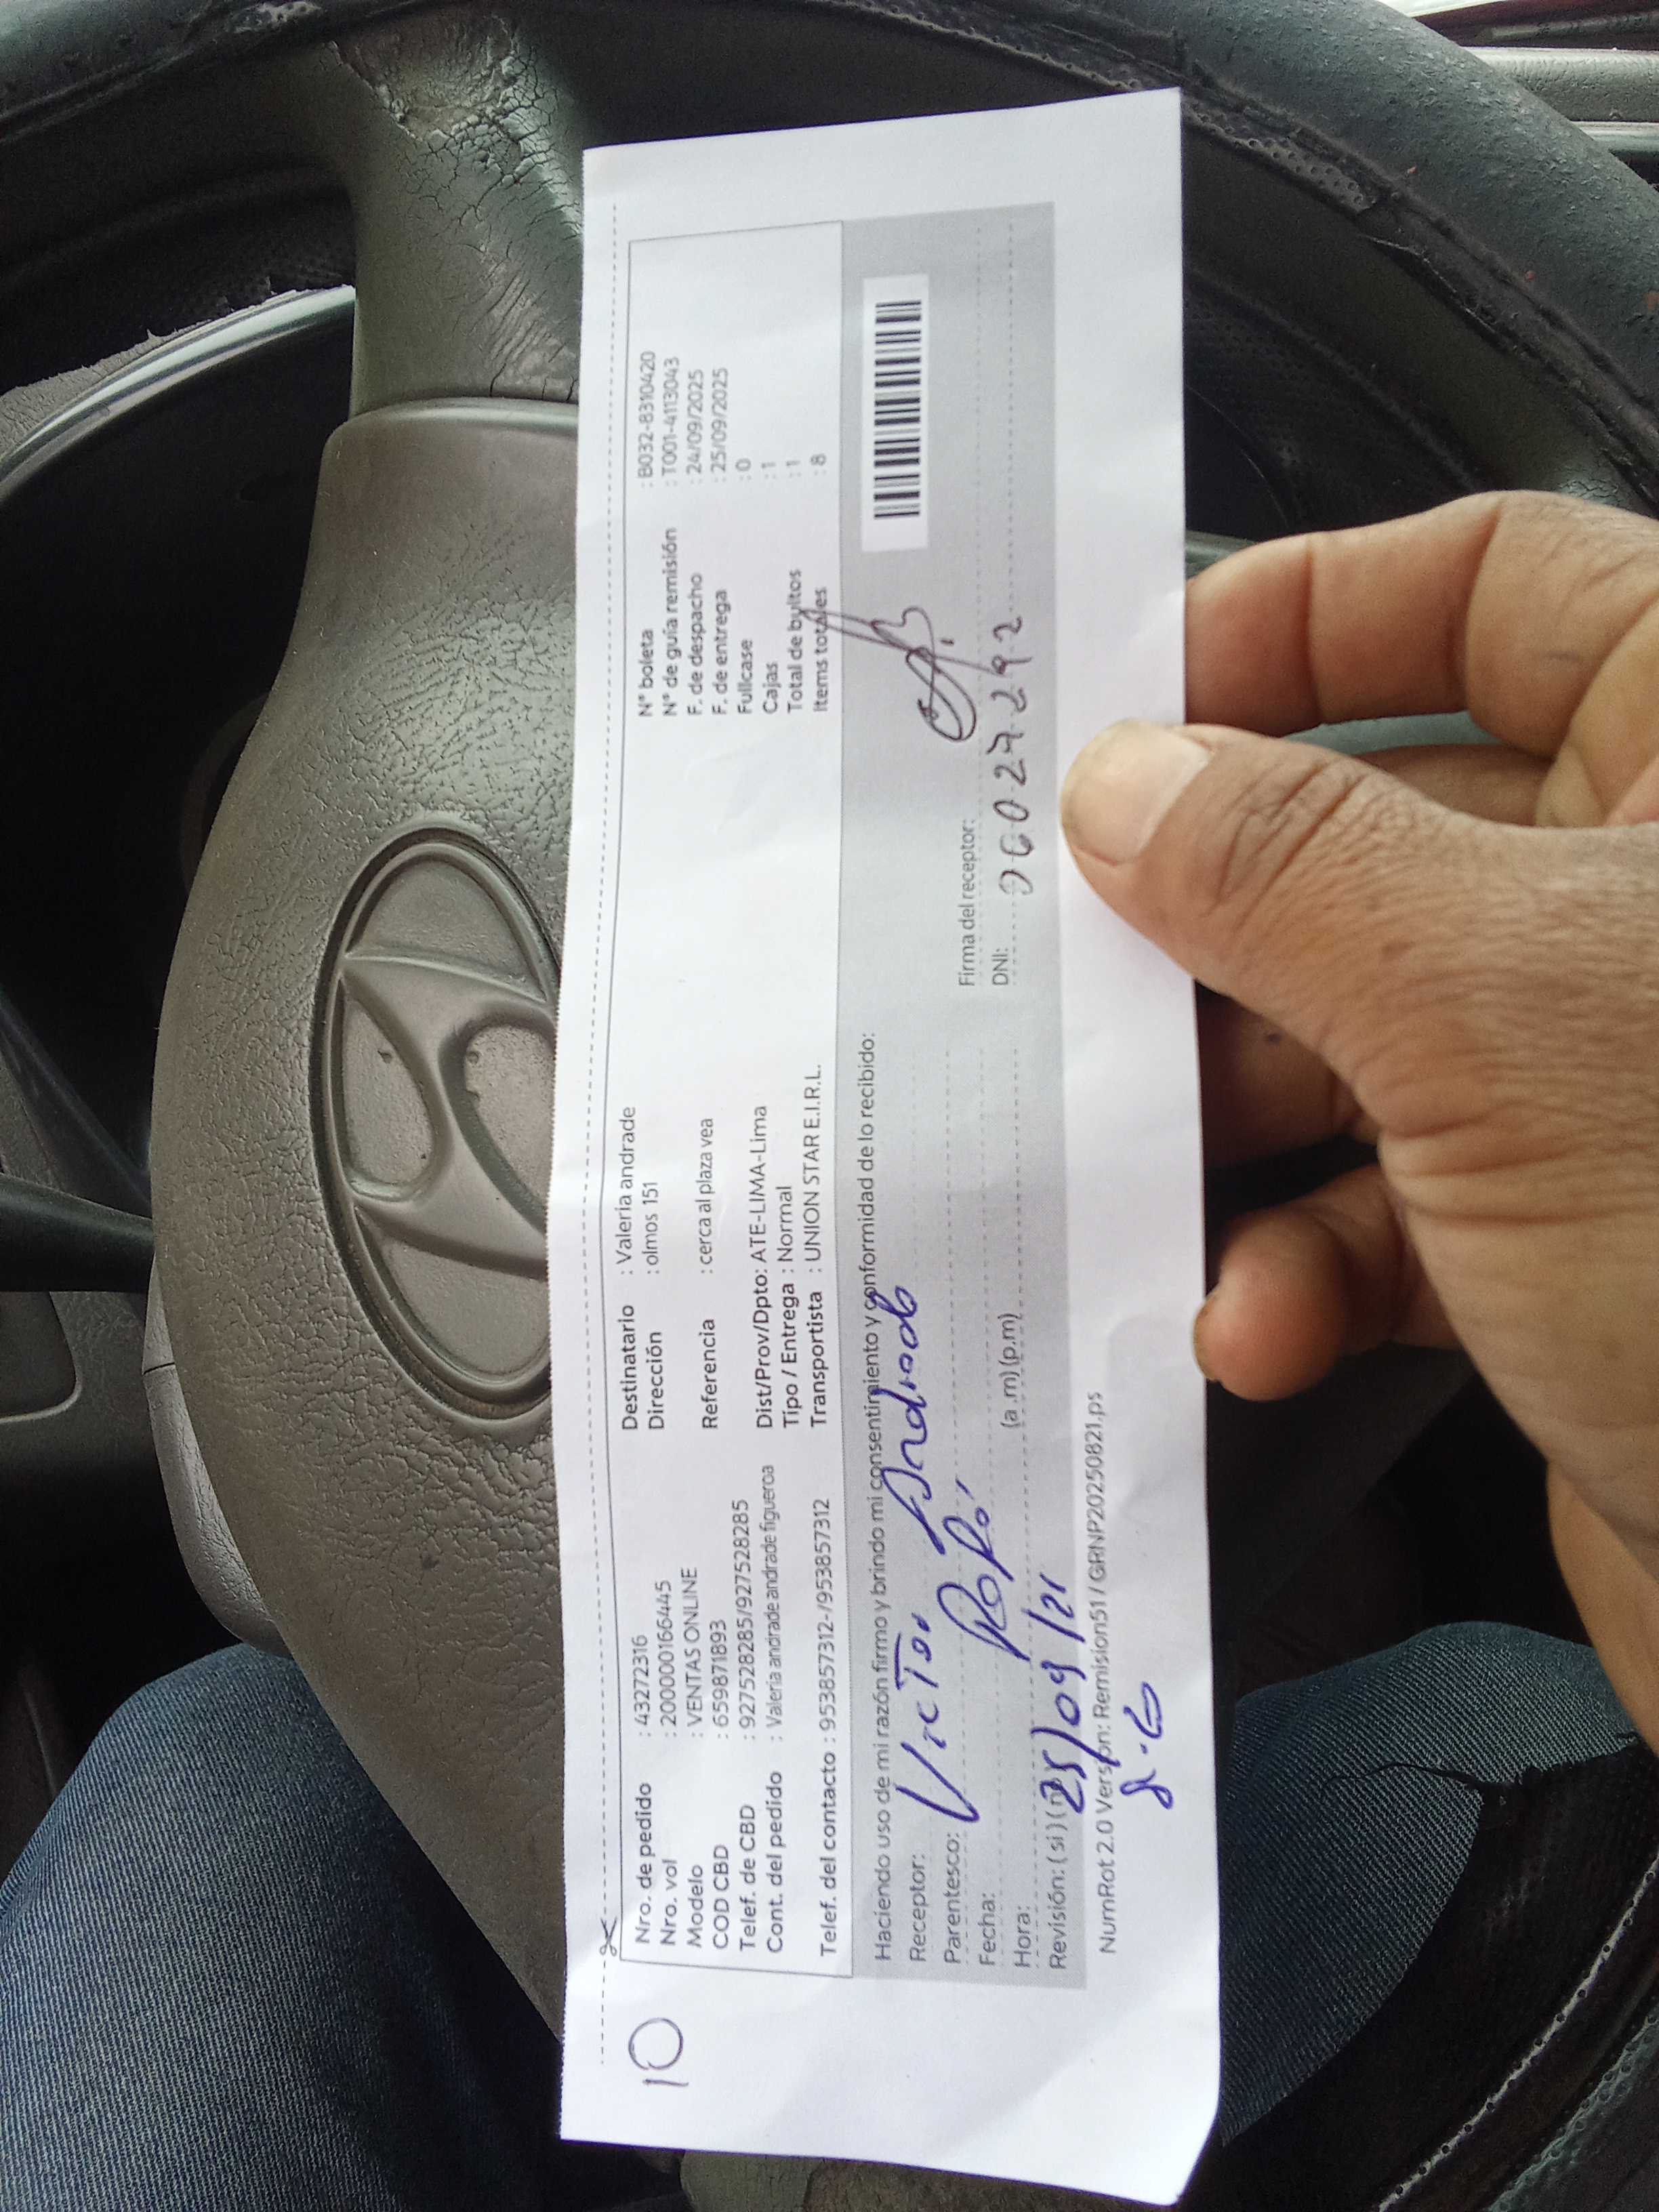 10
Nro. de pedido : 43272316
Nro. vol : 200000166445
Modelo : VENTAS ONLINE
COD CBD : 659871893
Telef. de CBD : 927528285/927528285
Cont. del pedido : Valeria andrade andrade figueroa
Telef. del contacto : 953857312-/953857312
Destinatario : Valeria andrade
Dirección : olmos 151
Referencia : cerca al plaza vea
Dist/Prov/Dpto: ATE-LIMA-Lima
Tipo / Entrega : Normal
Transportista : UNION STAR E.I.R.L.
N° boleta : B032-8310420
N° de guía remisión : T001-4113043
F. de despacho : 24/09/2025
F. de entrega : 25/09/2025
Fullcase : 0
Cajas : 1
Total de bultos : 1
Items totales : 8
Haciendo uso de mi razón firmo y brindo mi consentimiento y conformidad de lo recibido:
Receptor: Victor Andrade
Parentesco: Papá
Fecha:
Hora: (a .m) (p.m)
Revisión: ( si ) (
25/09/25
Firma del receptor:
DNI:
NumRot 2.0 Version: Remision51 / GRNP20250821.ps